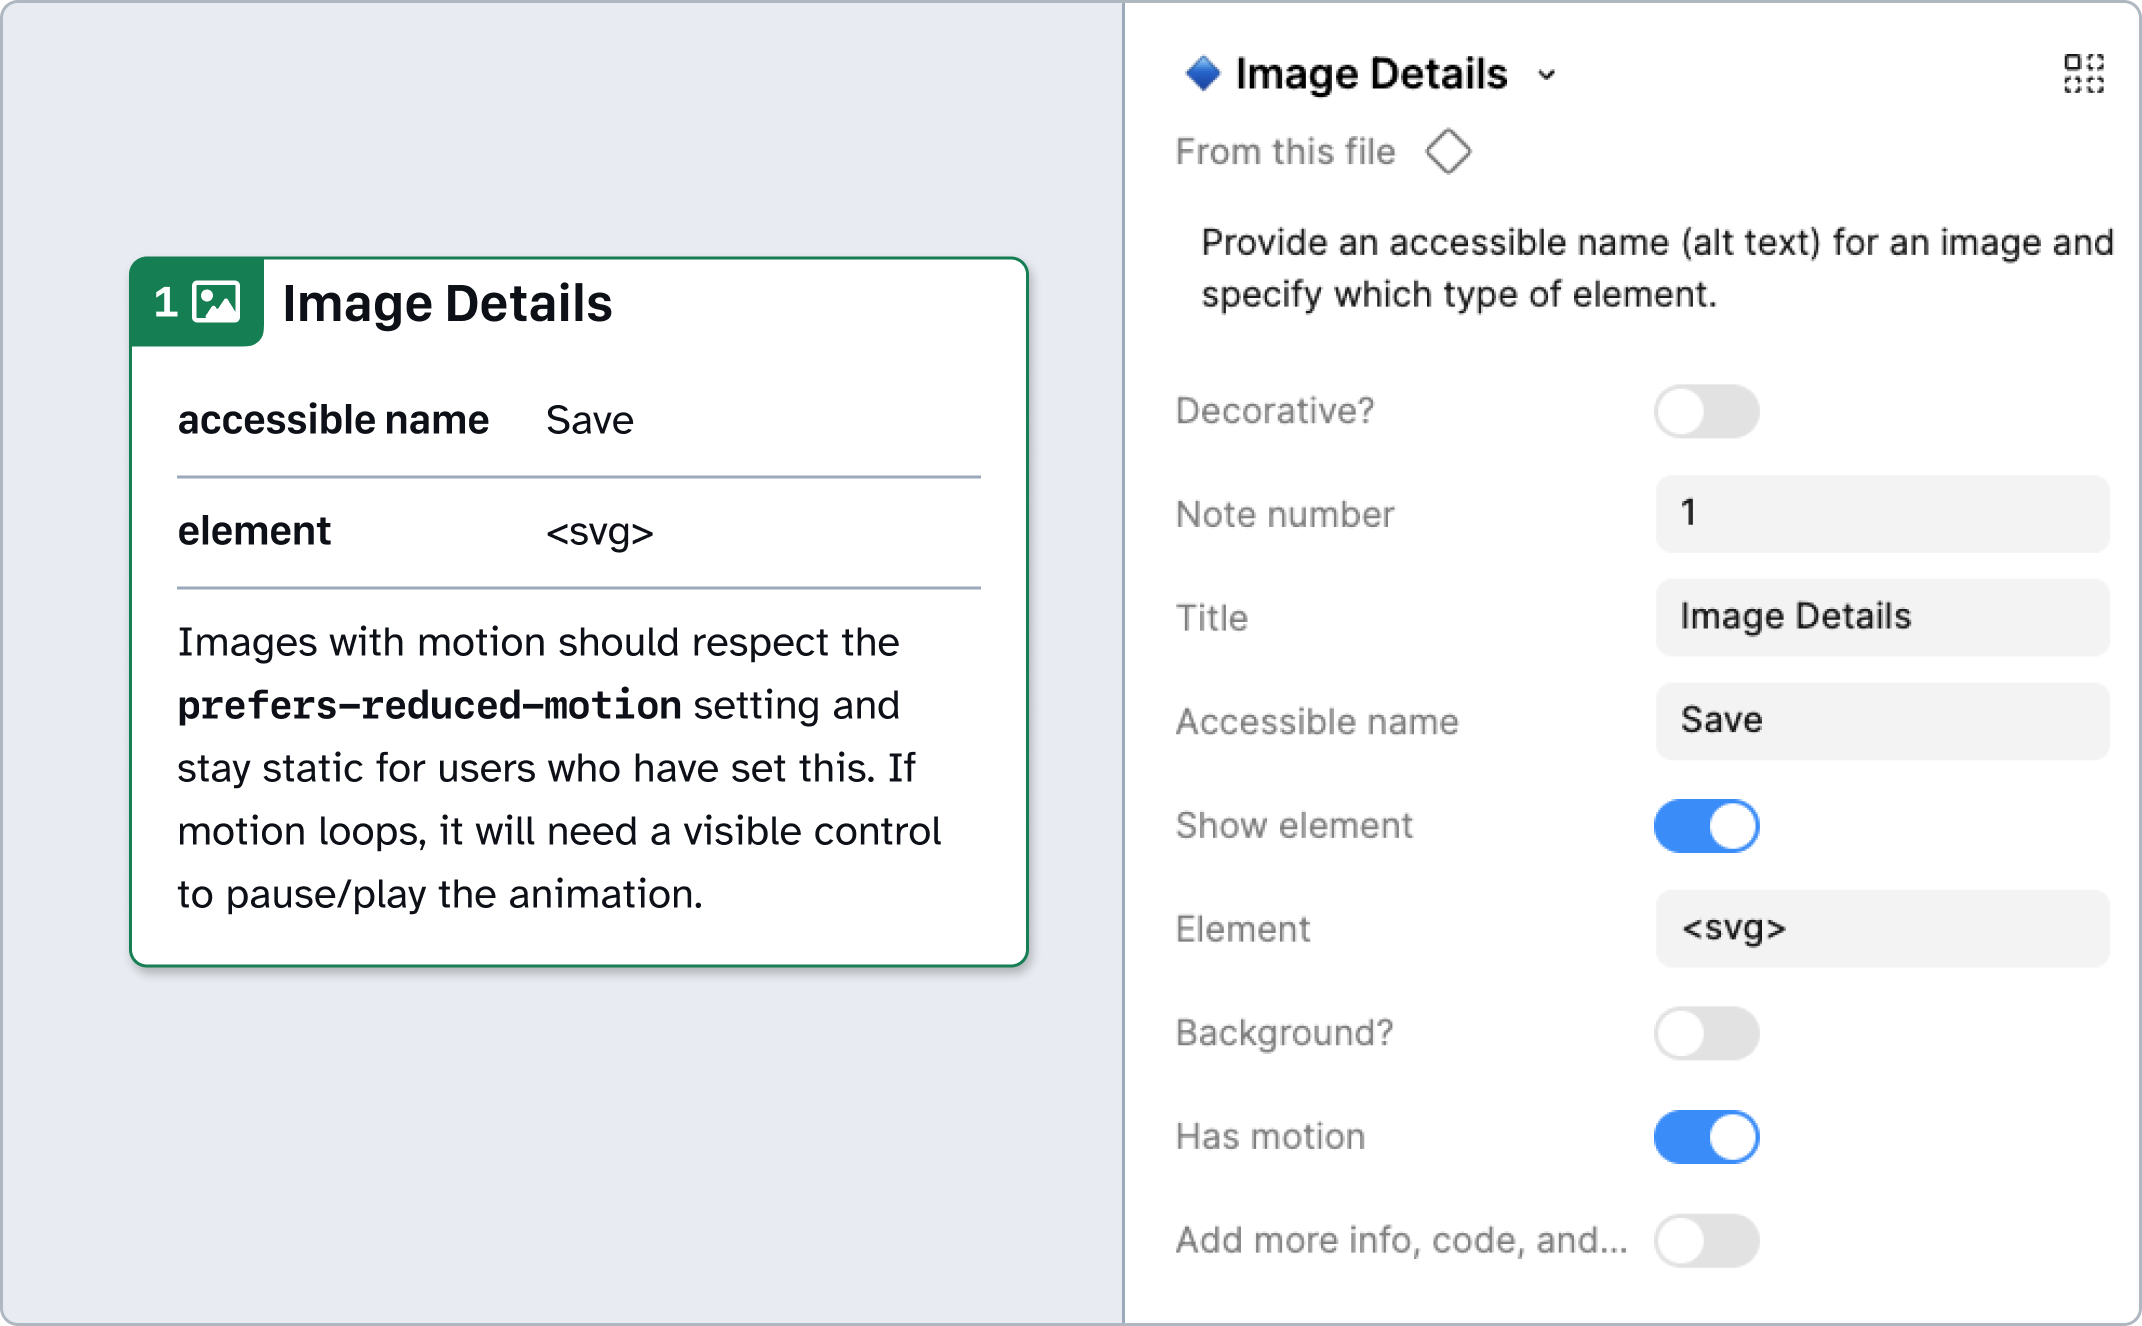 1 Image Details
accessible name Save
element <svg>
Images with motion should respect the
prefers-reduced-motion setting and
stay static for users who have set this. If
motion loops, it will need a visible control
to pause/play the animation.
Image Details
From this file
Provide an accessible name (alt text) for an image and
specify which type of element.
Decorative?
Note number 1
Title Image Details
Accessible name Save
Show element
Element <svg>
Background?
Has motion
Add more info, code, and...